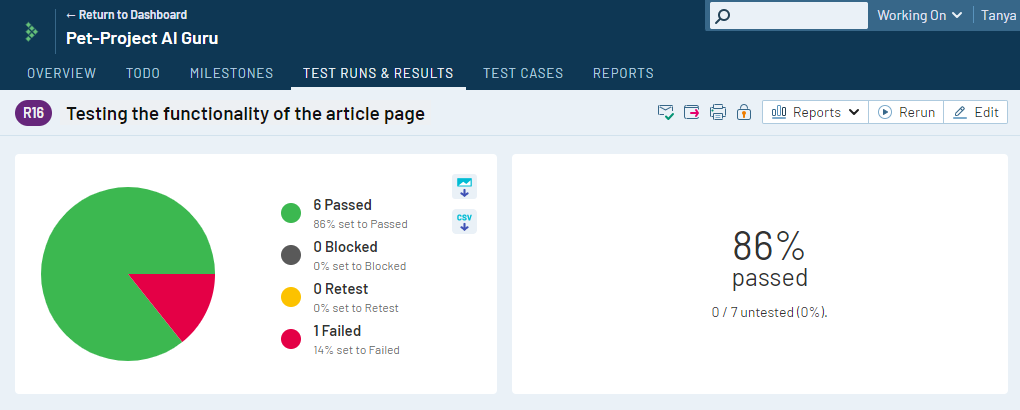 ← Return to Dashboard
Working On
Tanya
Pet-Project AI Guru
OVERVIEW TODO MILESTONES TEST RUNS & RESULTS TEST CASES REPORTS
R16 Testing the functionality of the article page
Reports Rerun Edit
6 Passed
86% set to Passed
0 Blocked
0% set to Blocked
0 Retest
0% set to Retest
1 Failed
14% set to Failed
CSV
86%
passed
0 / 7 untested (0%).